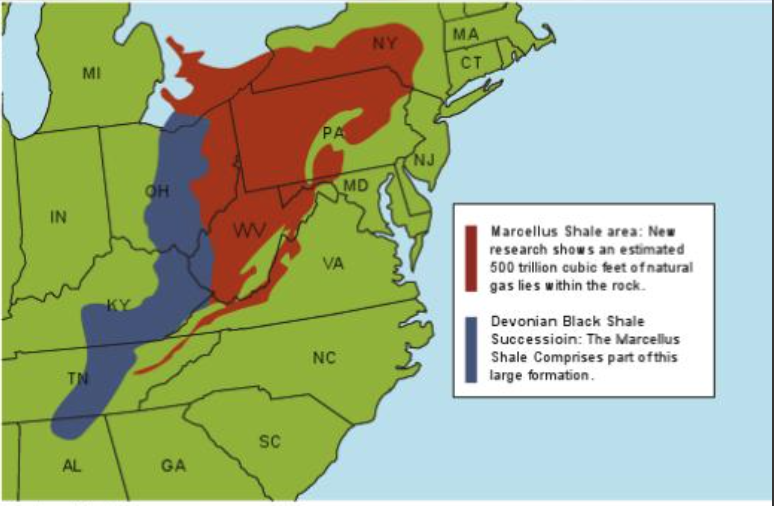 NY
MA
MI
CT
PA
NJ
OH
MD
IN
WV
VA
KY
NC
TN
SC
AL
GA
Marcellus Shale area: New
research shows an estimated
500 trillion cubic feet of natural
gas lies within the rock.
Devonian Black Shale
Successioin: The Marcellus
Shale Comprises part of this
large formation.